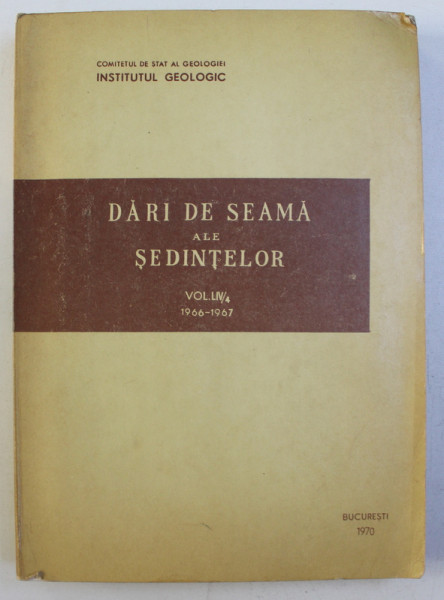 COMITETUL DE STAT AL GEOLOGIEI
INSTITUTUL GEOLOGIC
DĂRI DE SEAMĂ
ALE
ȘEDINȚELOR
VOL. LIV/4
1966-1967
BUCUREȘTI
1970